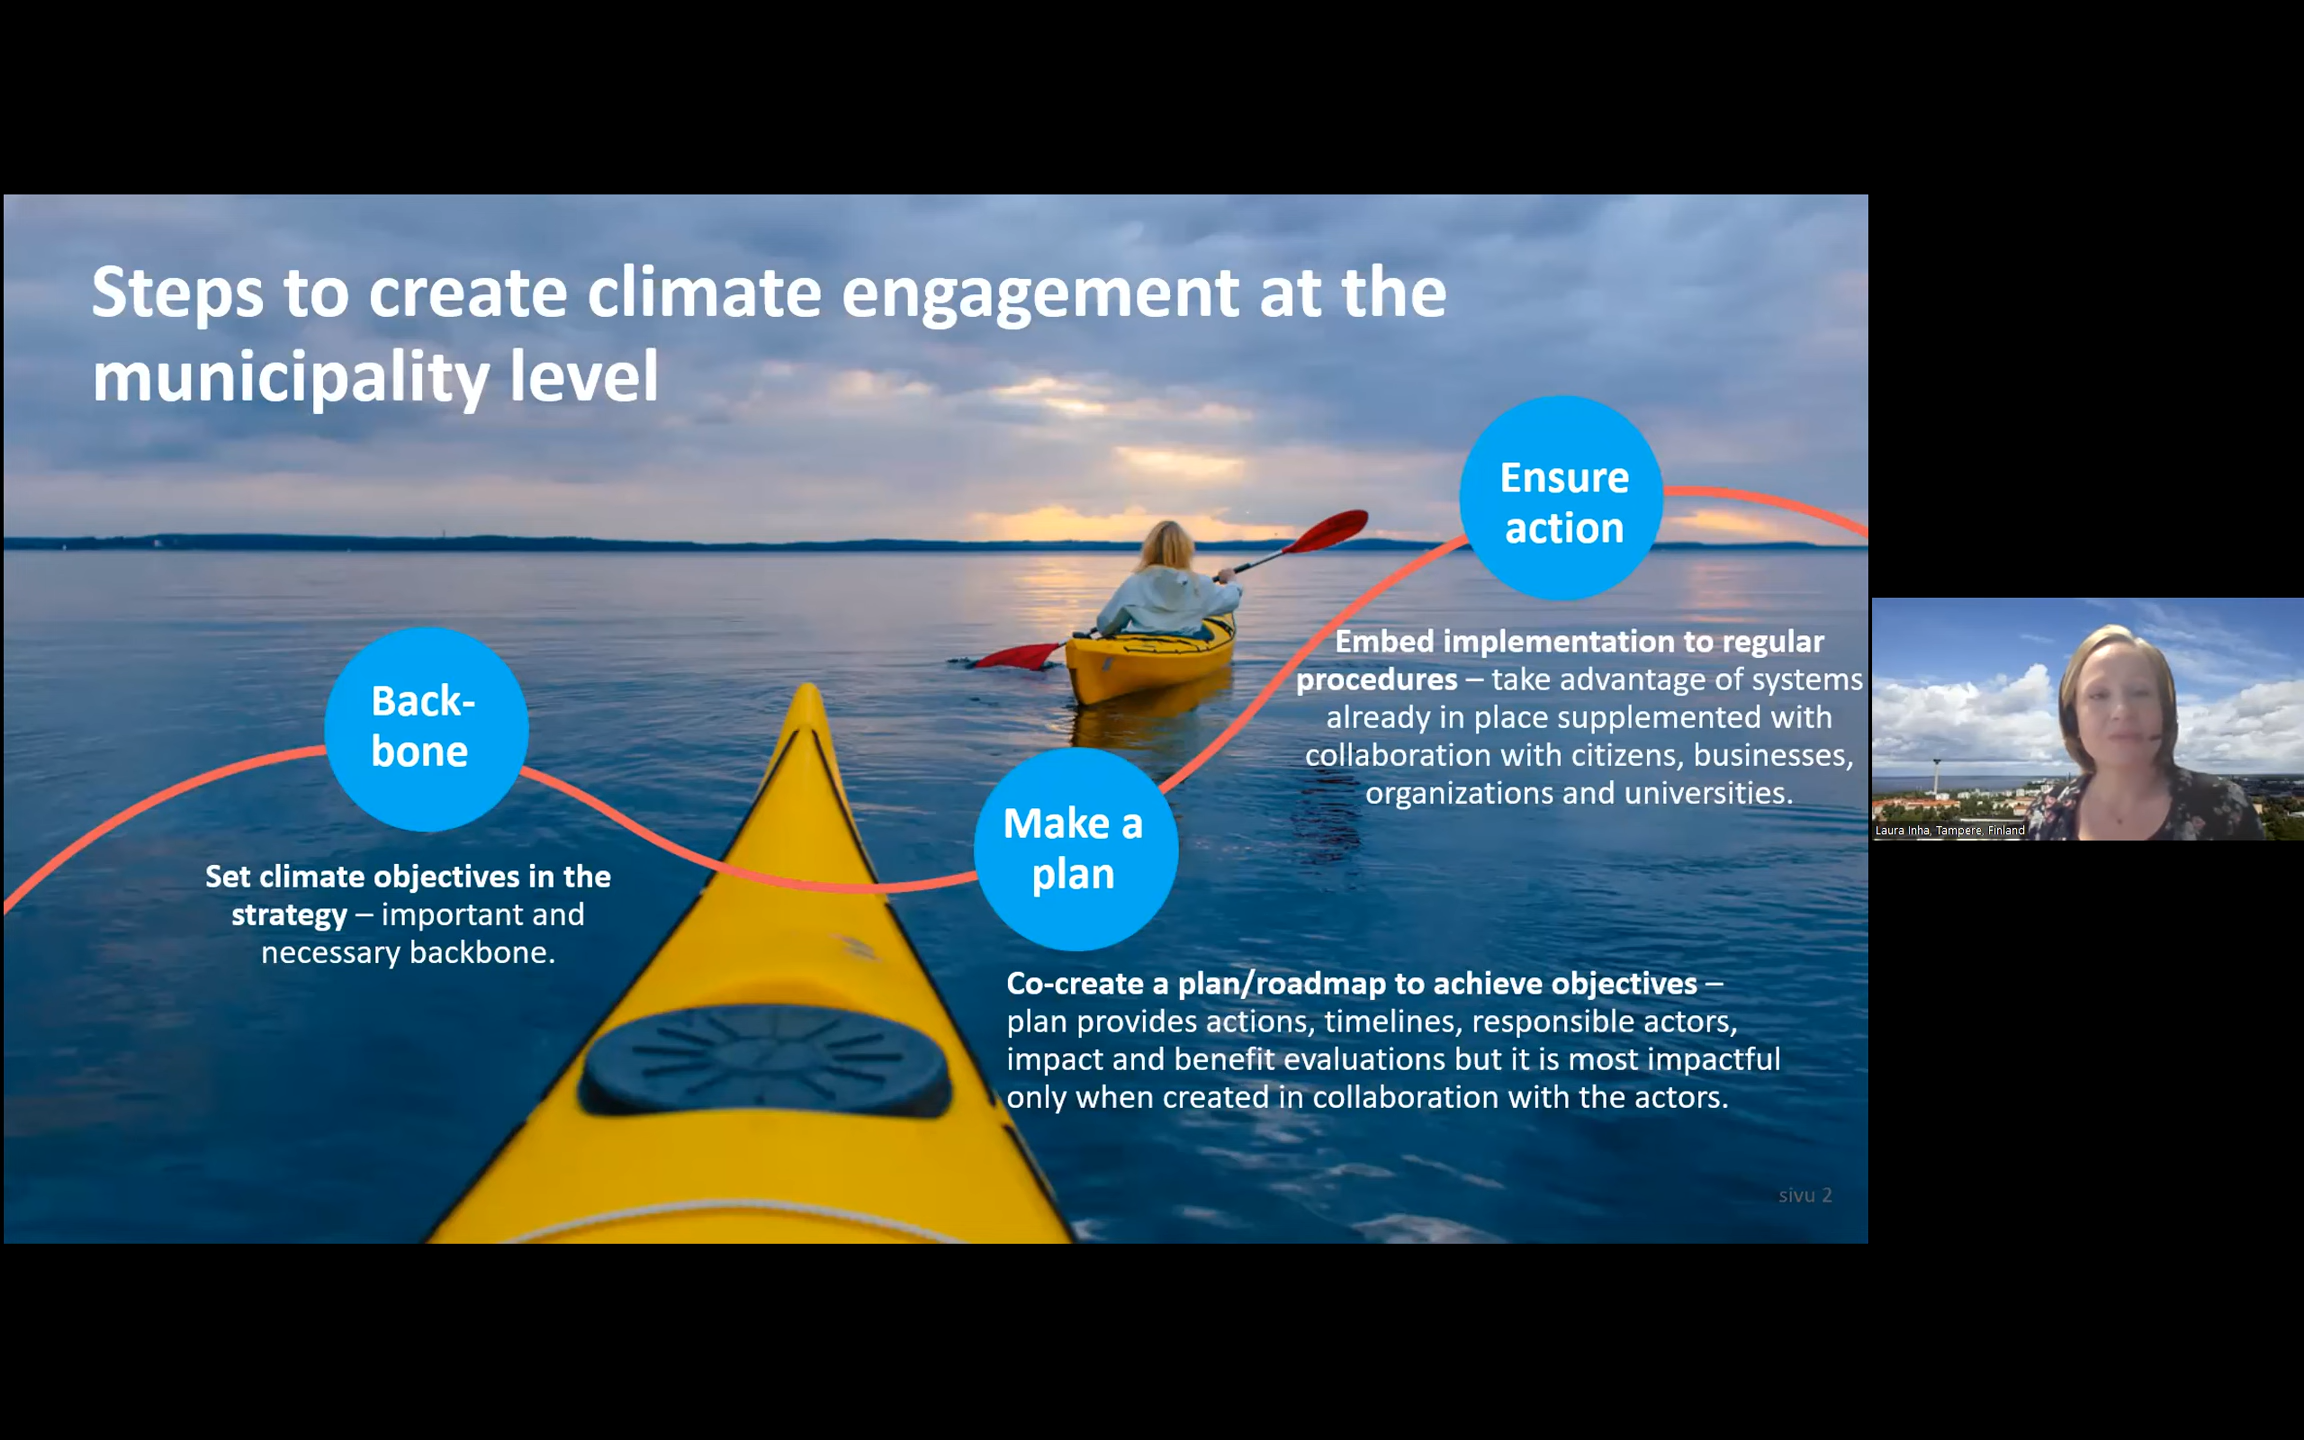 Steps to create climate engagement at the
municipality level
Back-
bone
Set climate objectives in the
strategy – important and
necessary backbone.
Make a
plan
Co-create a plan/roadmap to achieve objectives –
plan provides actions, timelines, responsible actors,
impact and benefit evaluations but it is most impactful
only when created in collaboration with the actors.
Ensure
action
Embed implementation to regular
procedures – take advantage of systems
already in place supplemented with
collaboration with citizens, businesses,
organizations and universities.
sivu 2
Laura Inha, Tampere, Finland